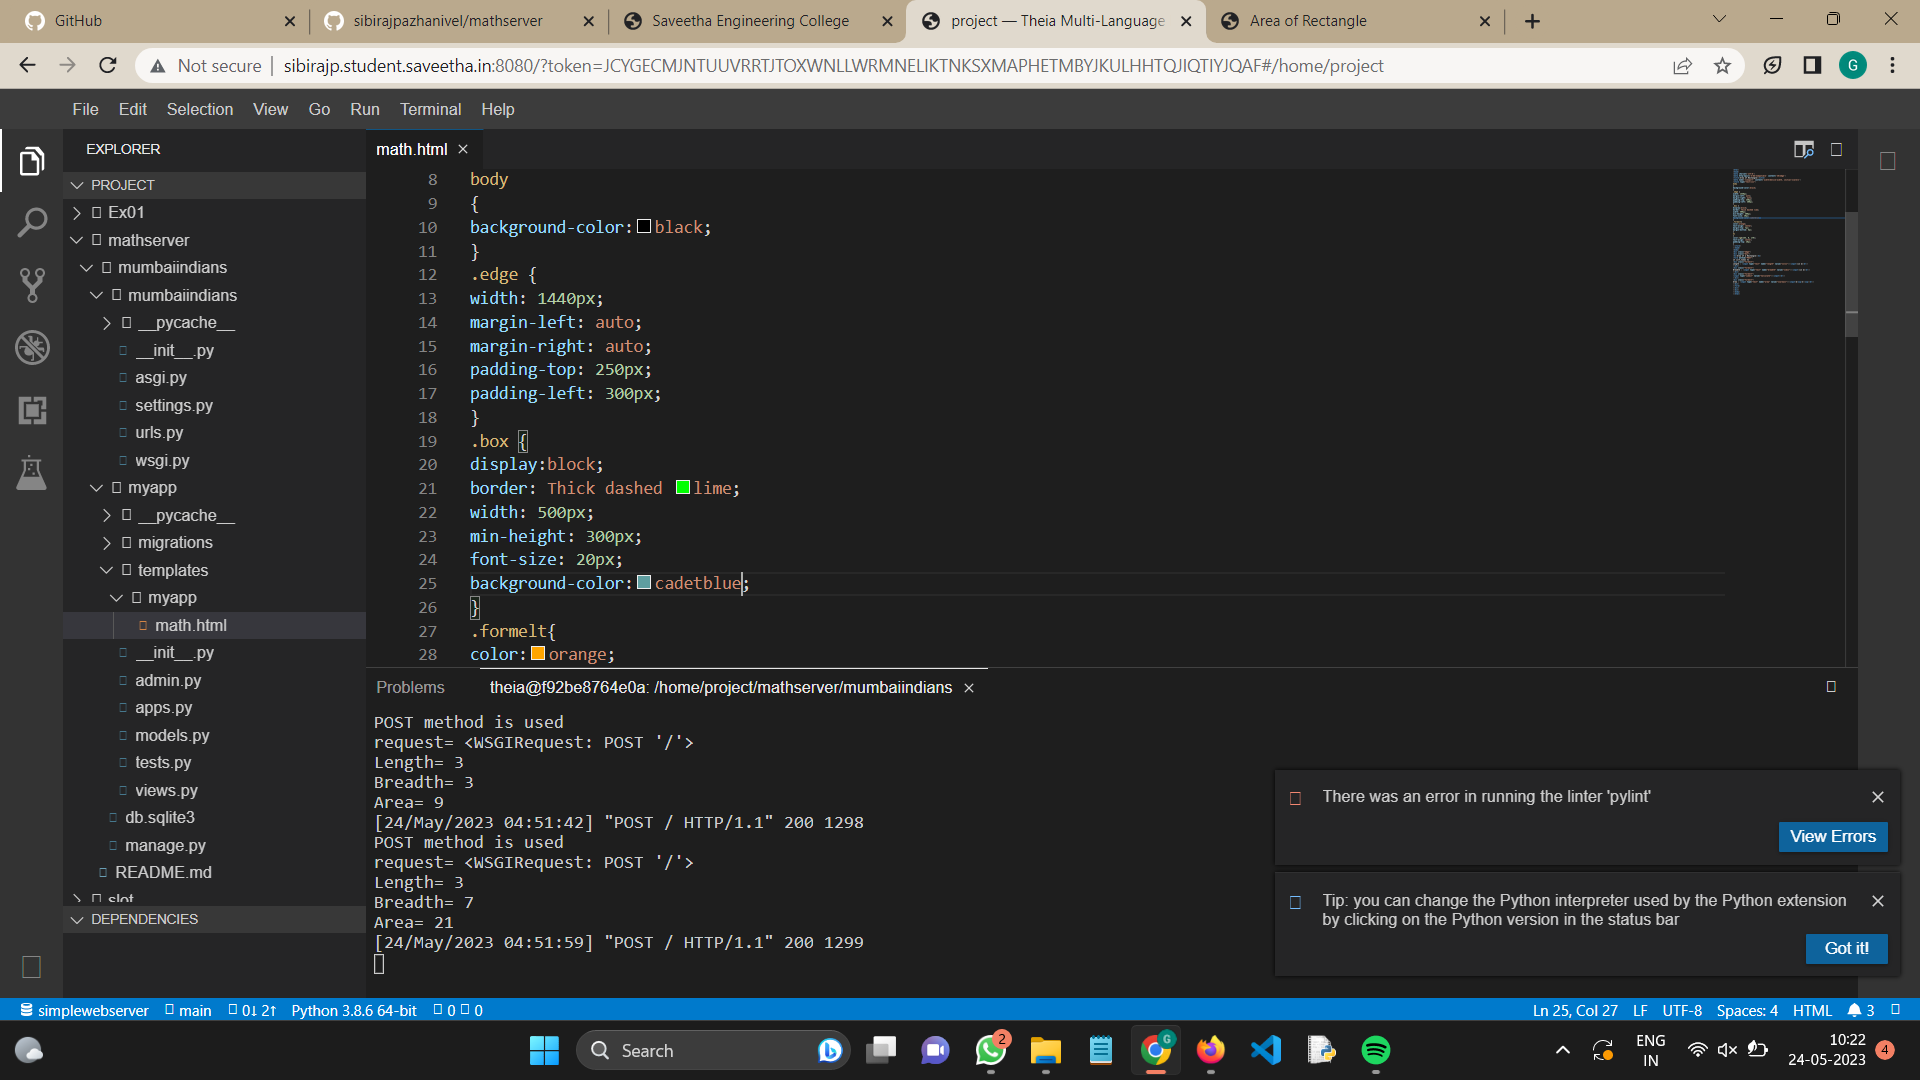 GitHub
sibirajpazhanivel/mathserver
Saveetha Engineering College
project — Theia Multi-Language
Area of Rectangle
Not secure
sibirajp.student.saveetha.in:8080/?token=JCYGECMJNTUUVRRTJTOXWNLLWRMNELIKTNKSXMAPHETMBYJKULHHTQJIQTIYJQAF#/home/project
G
File Edit Selection View Go Run Terminal Help
EXPLORER
PROJECT
Ex01
mathserver
mumbaiindians
mumbaiindians
__pycache__
__init__.py
asgi.py
settings.py
urls.py
wsgi.py
myapp
__pycache__
migrations
templates
myapp
math.html
__init__.py
admin.py
apps.py
models.py
tests.py
views.py
db.sqlite3
manage.py
README.md
slot
DEPENDENCIES
math.html
8 body
9 {
10 background-color:black;
11 }
12 .edge {
13 width: 1440px;
14 margin-left: auto;
15 margin-right: auto;
16 padding-top: 250px;
17 padding-left: 300px;
18 }
19 .box {
20 display:block;
21 border: Thick dashed lime;
22 width: 500px;
23 min-height: 300px;
24 font-size: 20px;
25 background-color:cadetblue;
26 }
27 .formelt{
28 color:orange;
Problems
theia@f92be8764e0a: /home/project/mathserver/mumbaiindians
POST method is used
request= <WSGIRequest: POST '/'>
Length= 3
Breadth= 3
Area= 9
[24/May/2023 04:51:42] "POST / HTTP/1.1" 200 1298
POST method is used
request= <WSGIRequest: POST '/'>
Length= 3
Breadth= 7
Area= 21
[24/May/2023 04:51:59] "POST / HTTP/1.1" 200 1299
There was an error in running the linter 'pylint'
View Errors
Tip: you can change the Python interpreter used by the Python extension
by clicking on the Python version in the status bar
Got it!
simplewebserver main 0↓ 2↑ Python 3.8.6 64-bit 0 0
Ln 25, Col 27 LF UTF-8 Spaces: 4 HTML 3
Search
2
G
ENG
IN
10:22
24-05-2023
4